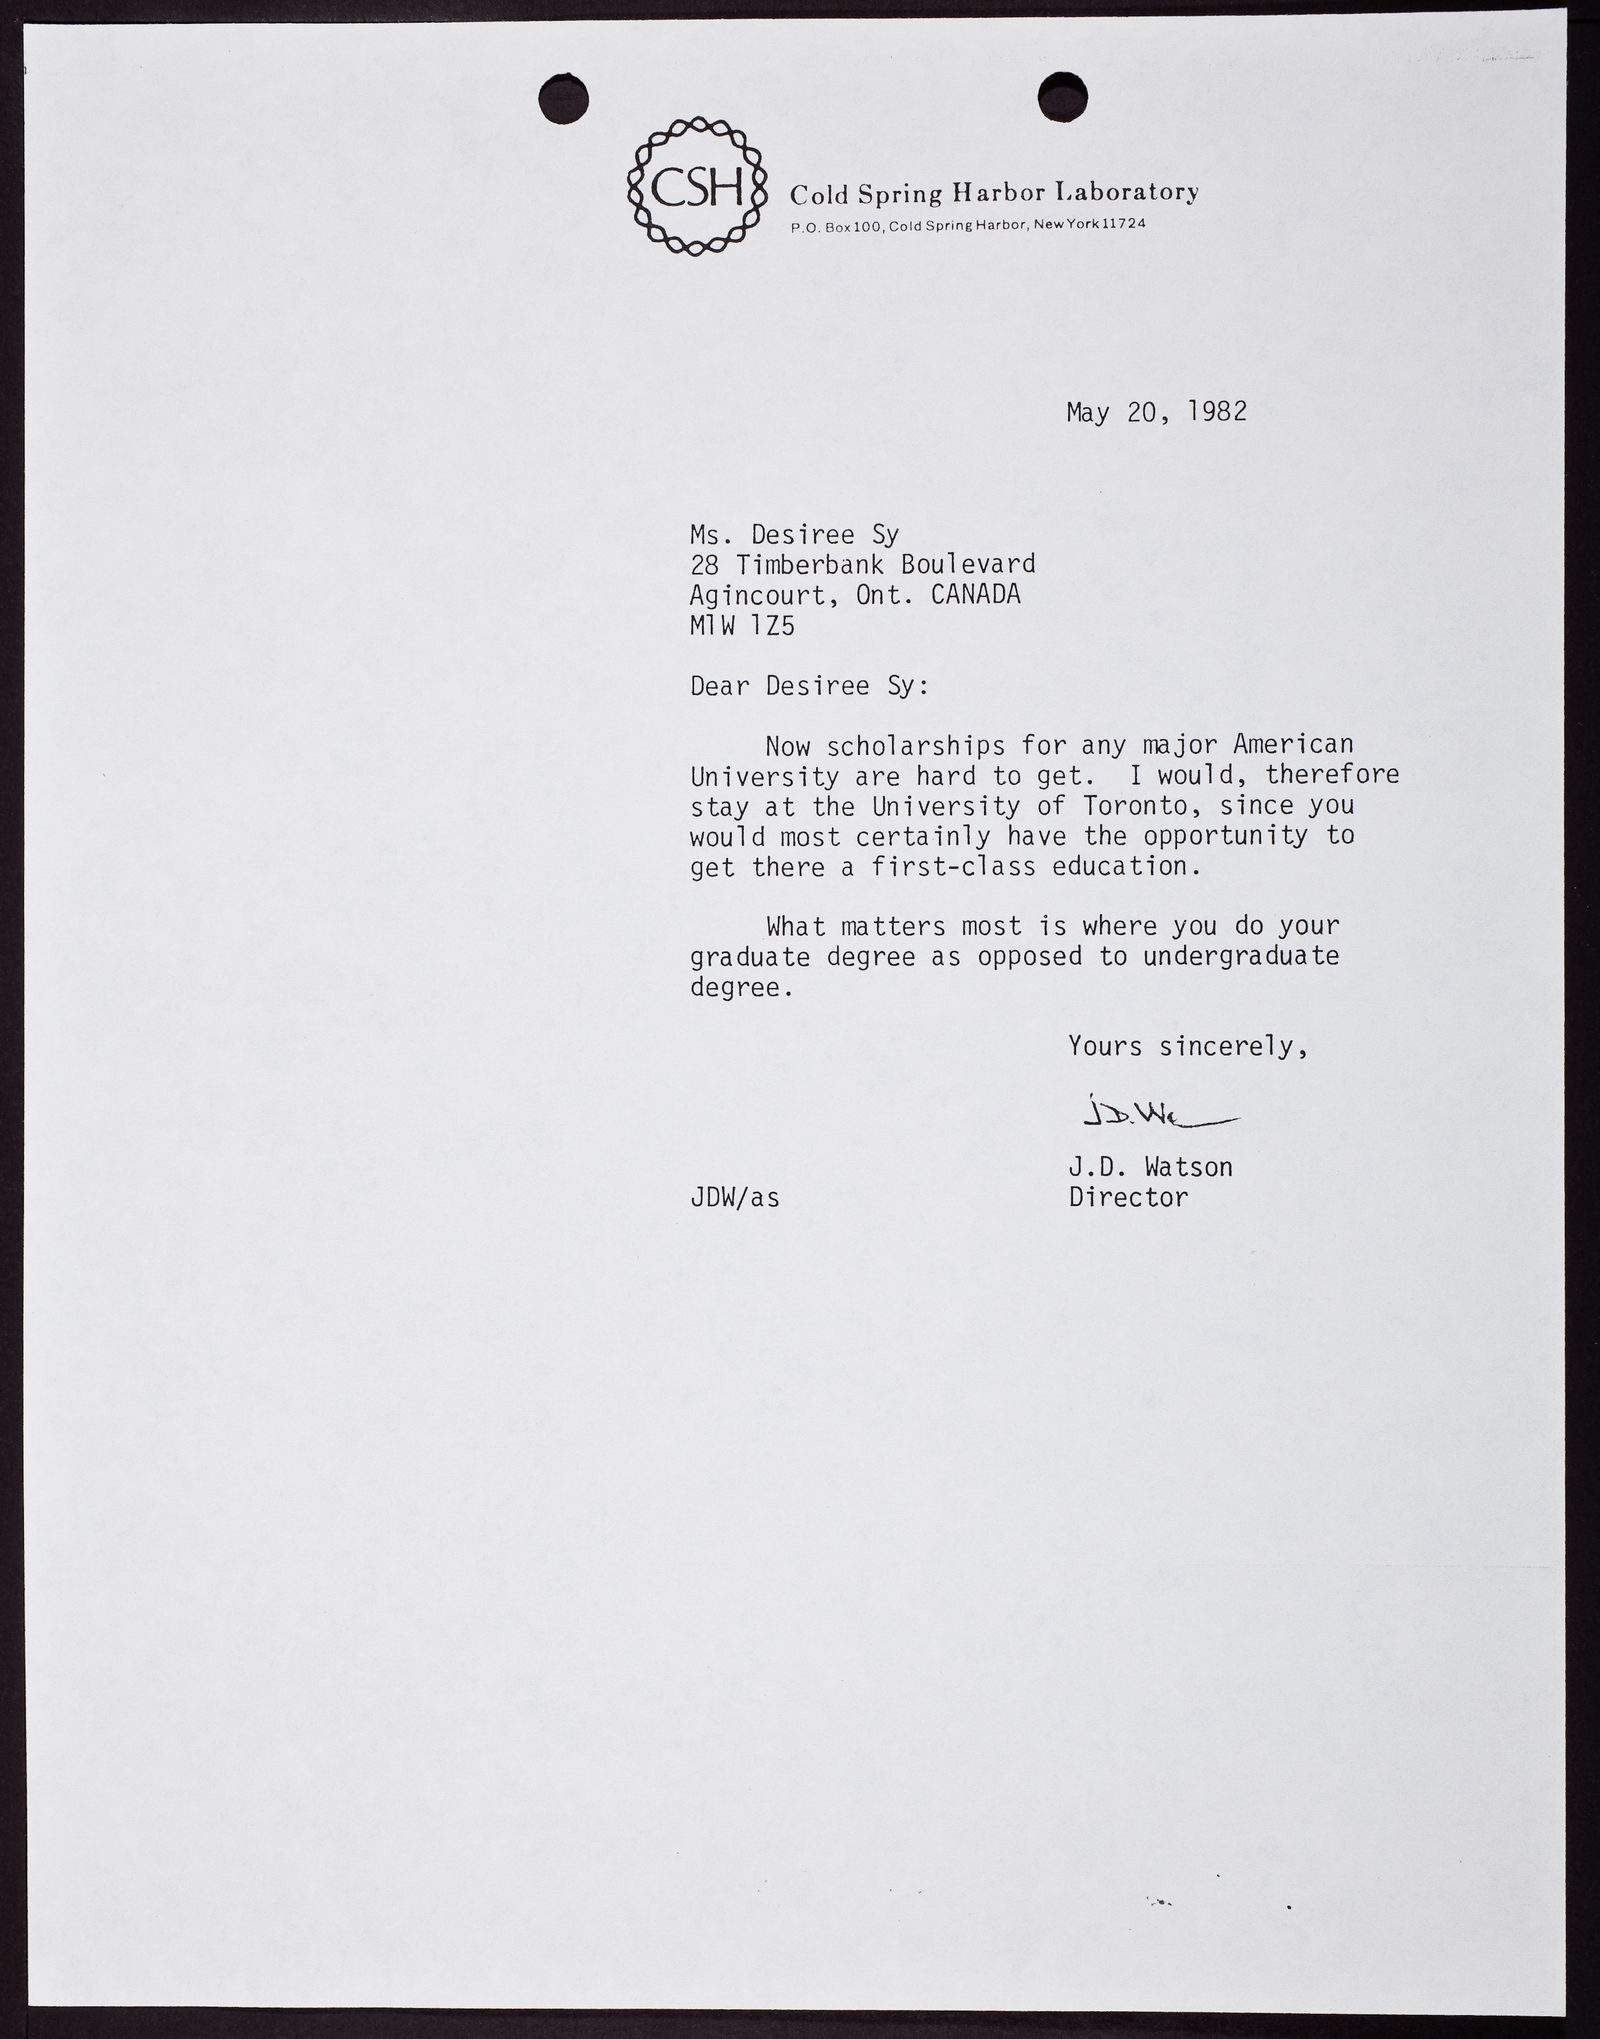 CSH
Cold Spring Harbor Laboratory
P.O. Box 100, Cold Spring Harbor, New York 11724
May 20, 1982
Ms. Desiree Sy
28 Timberbank Boulevard
Agincourt, Ont. CANADA
M1W 1Z5
Dear Desiree Sy:
Now scholarships for any major American
University are hard to get. I would, therefore
stay at the University of Toronto, since you
would most certainly have the opportunity to
get there a first-class education.
What matters most is where you do your
graduate degree as opposed to undergraduate
degree.
Yours sincerely,
J.D. Wa
J.D. Watson
JDW/as Director